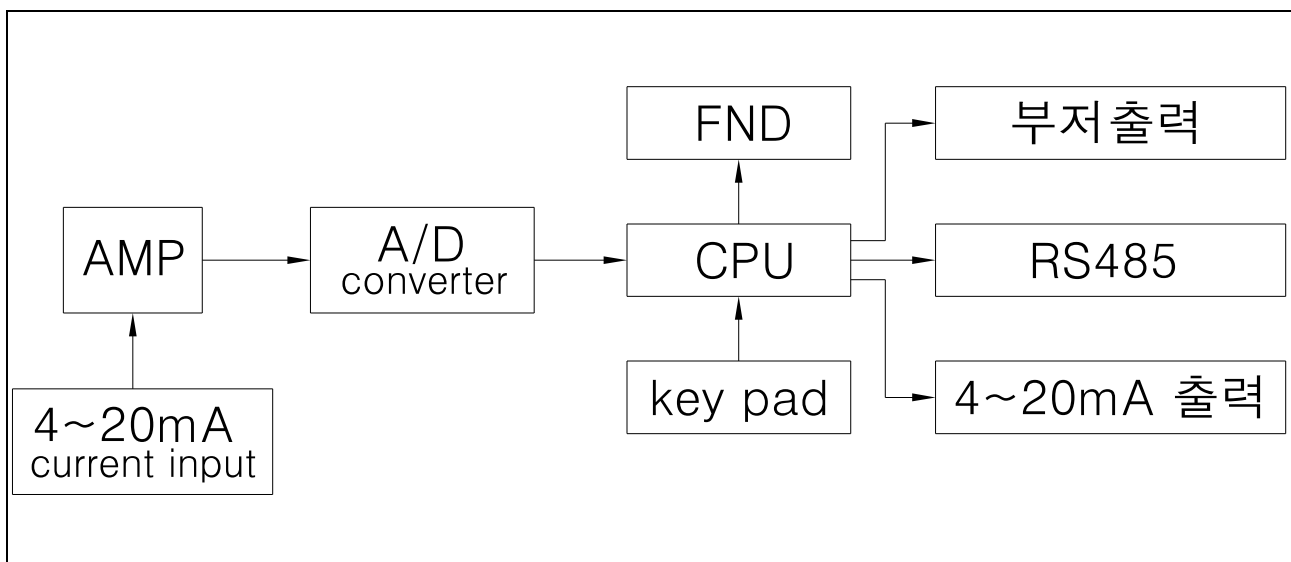 FND
부저출력
AMP
A/D
converter
CPU
RS485
4~20mA
current input
key pad
4~20mA 출력